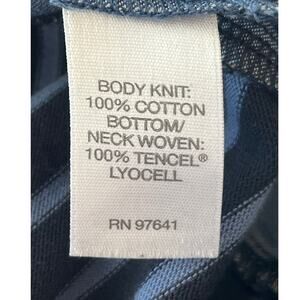 BODY KNIT:
100% COTTON
BOTTOM/
NECK WOVEN:
100% TENCEL®
LYOCELL
RN 97641